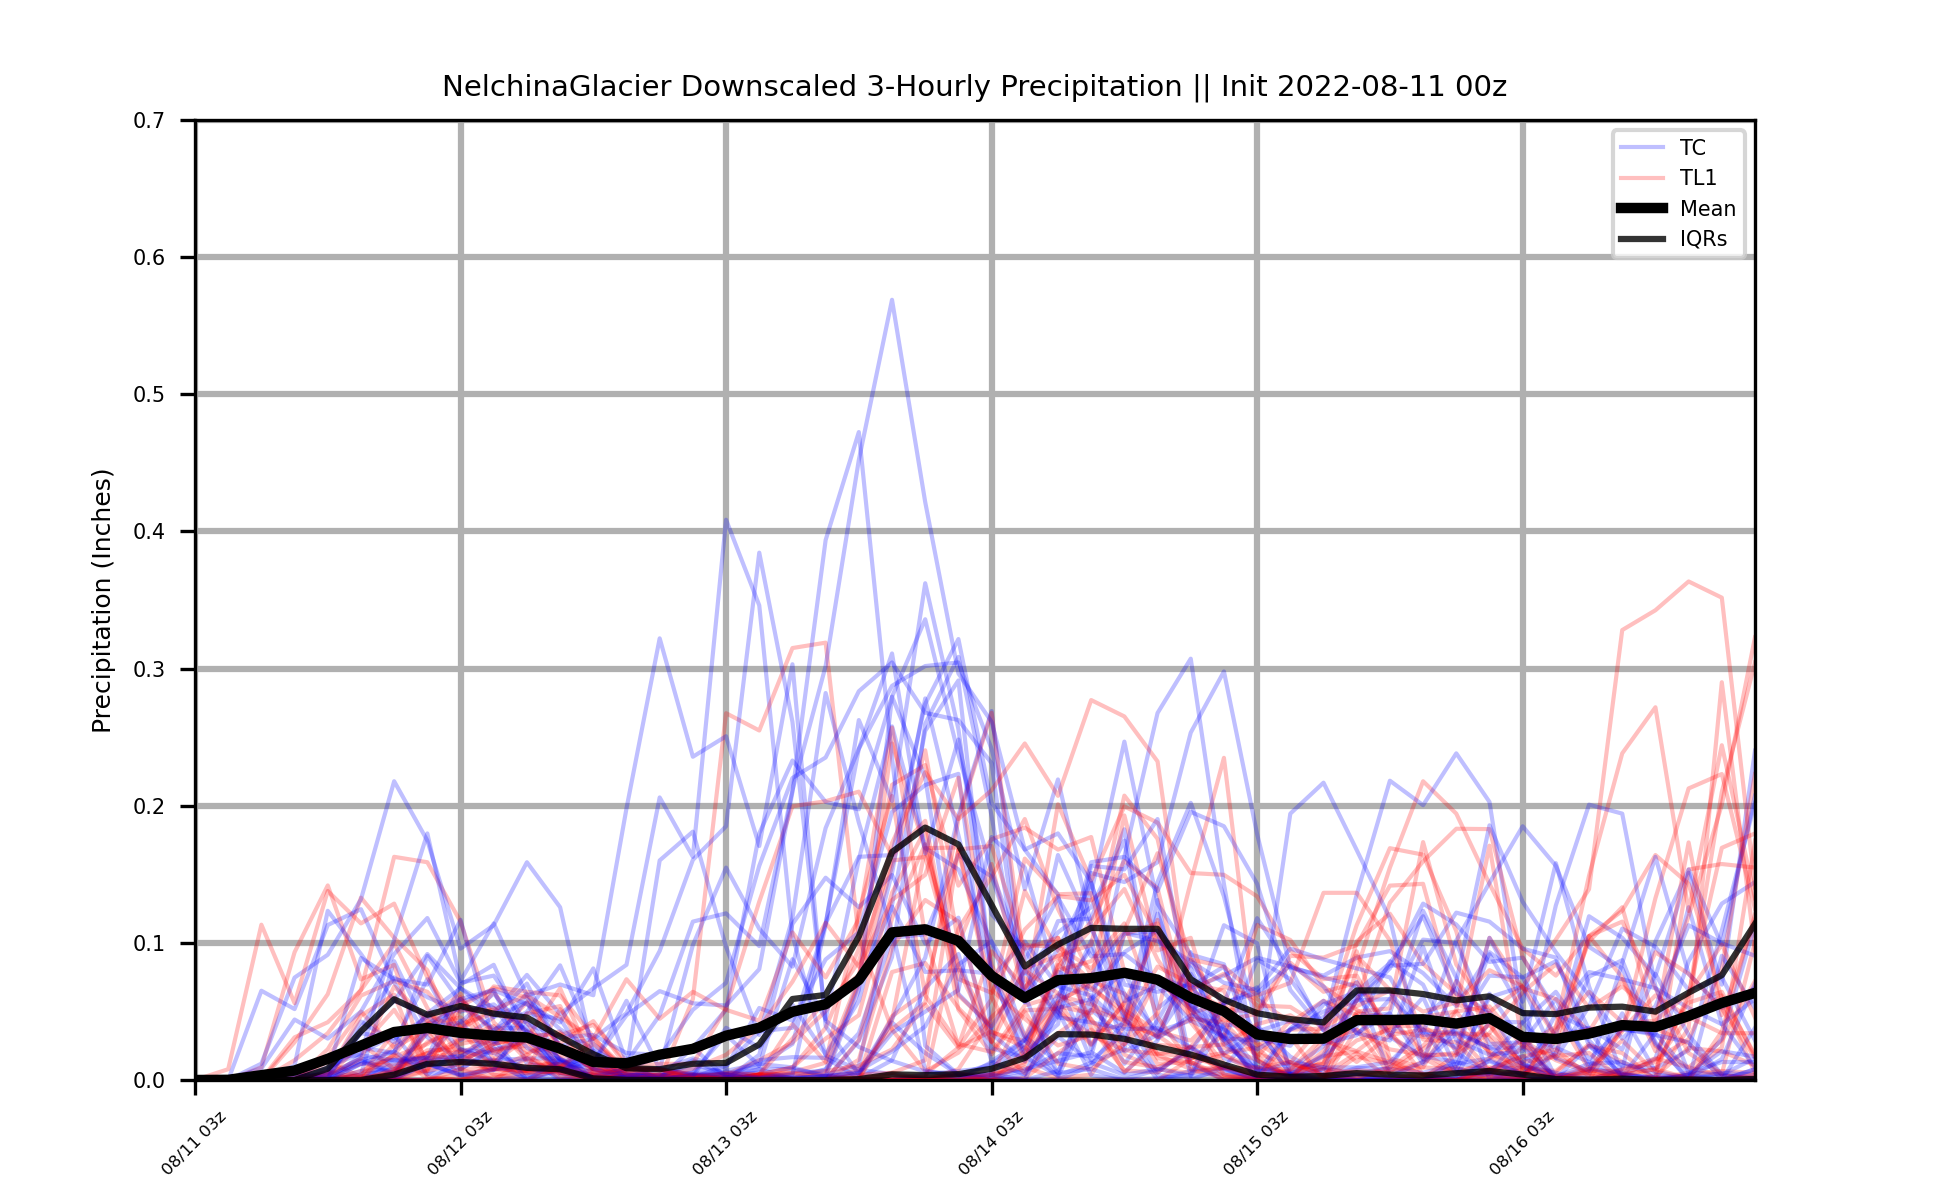 NelchinaGlacier Downscaled 3-Hourly Precipitation || Init 2022-08-11 00z
TC
TL1
Mean
IQRs
Precipitation (Inches)
0.7
0.6
0.5
0.4
0.3
0.2
0.1
0.0
08/11 03z
08/12 03z
08/13 03z
08/14 03z
08/15 03z
08/16 03z